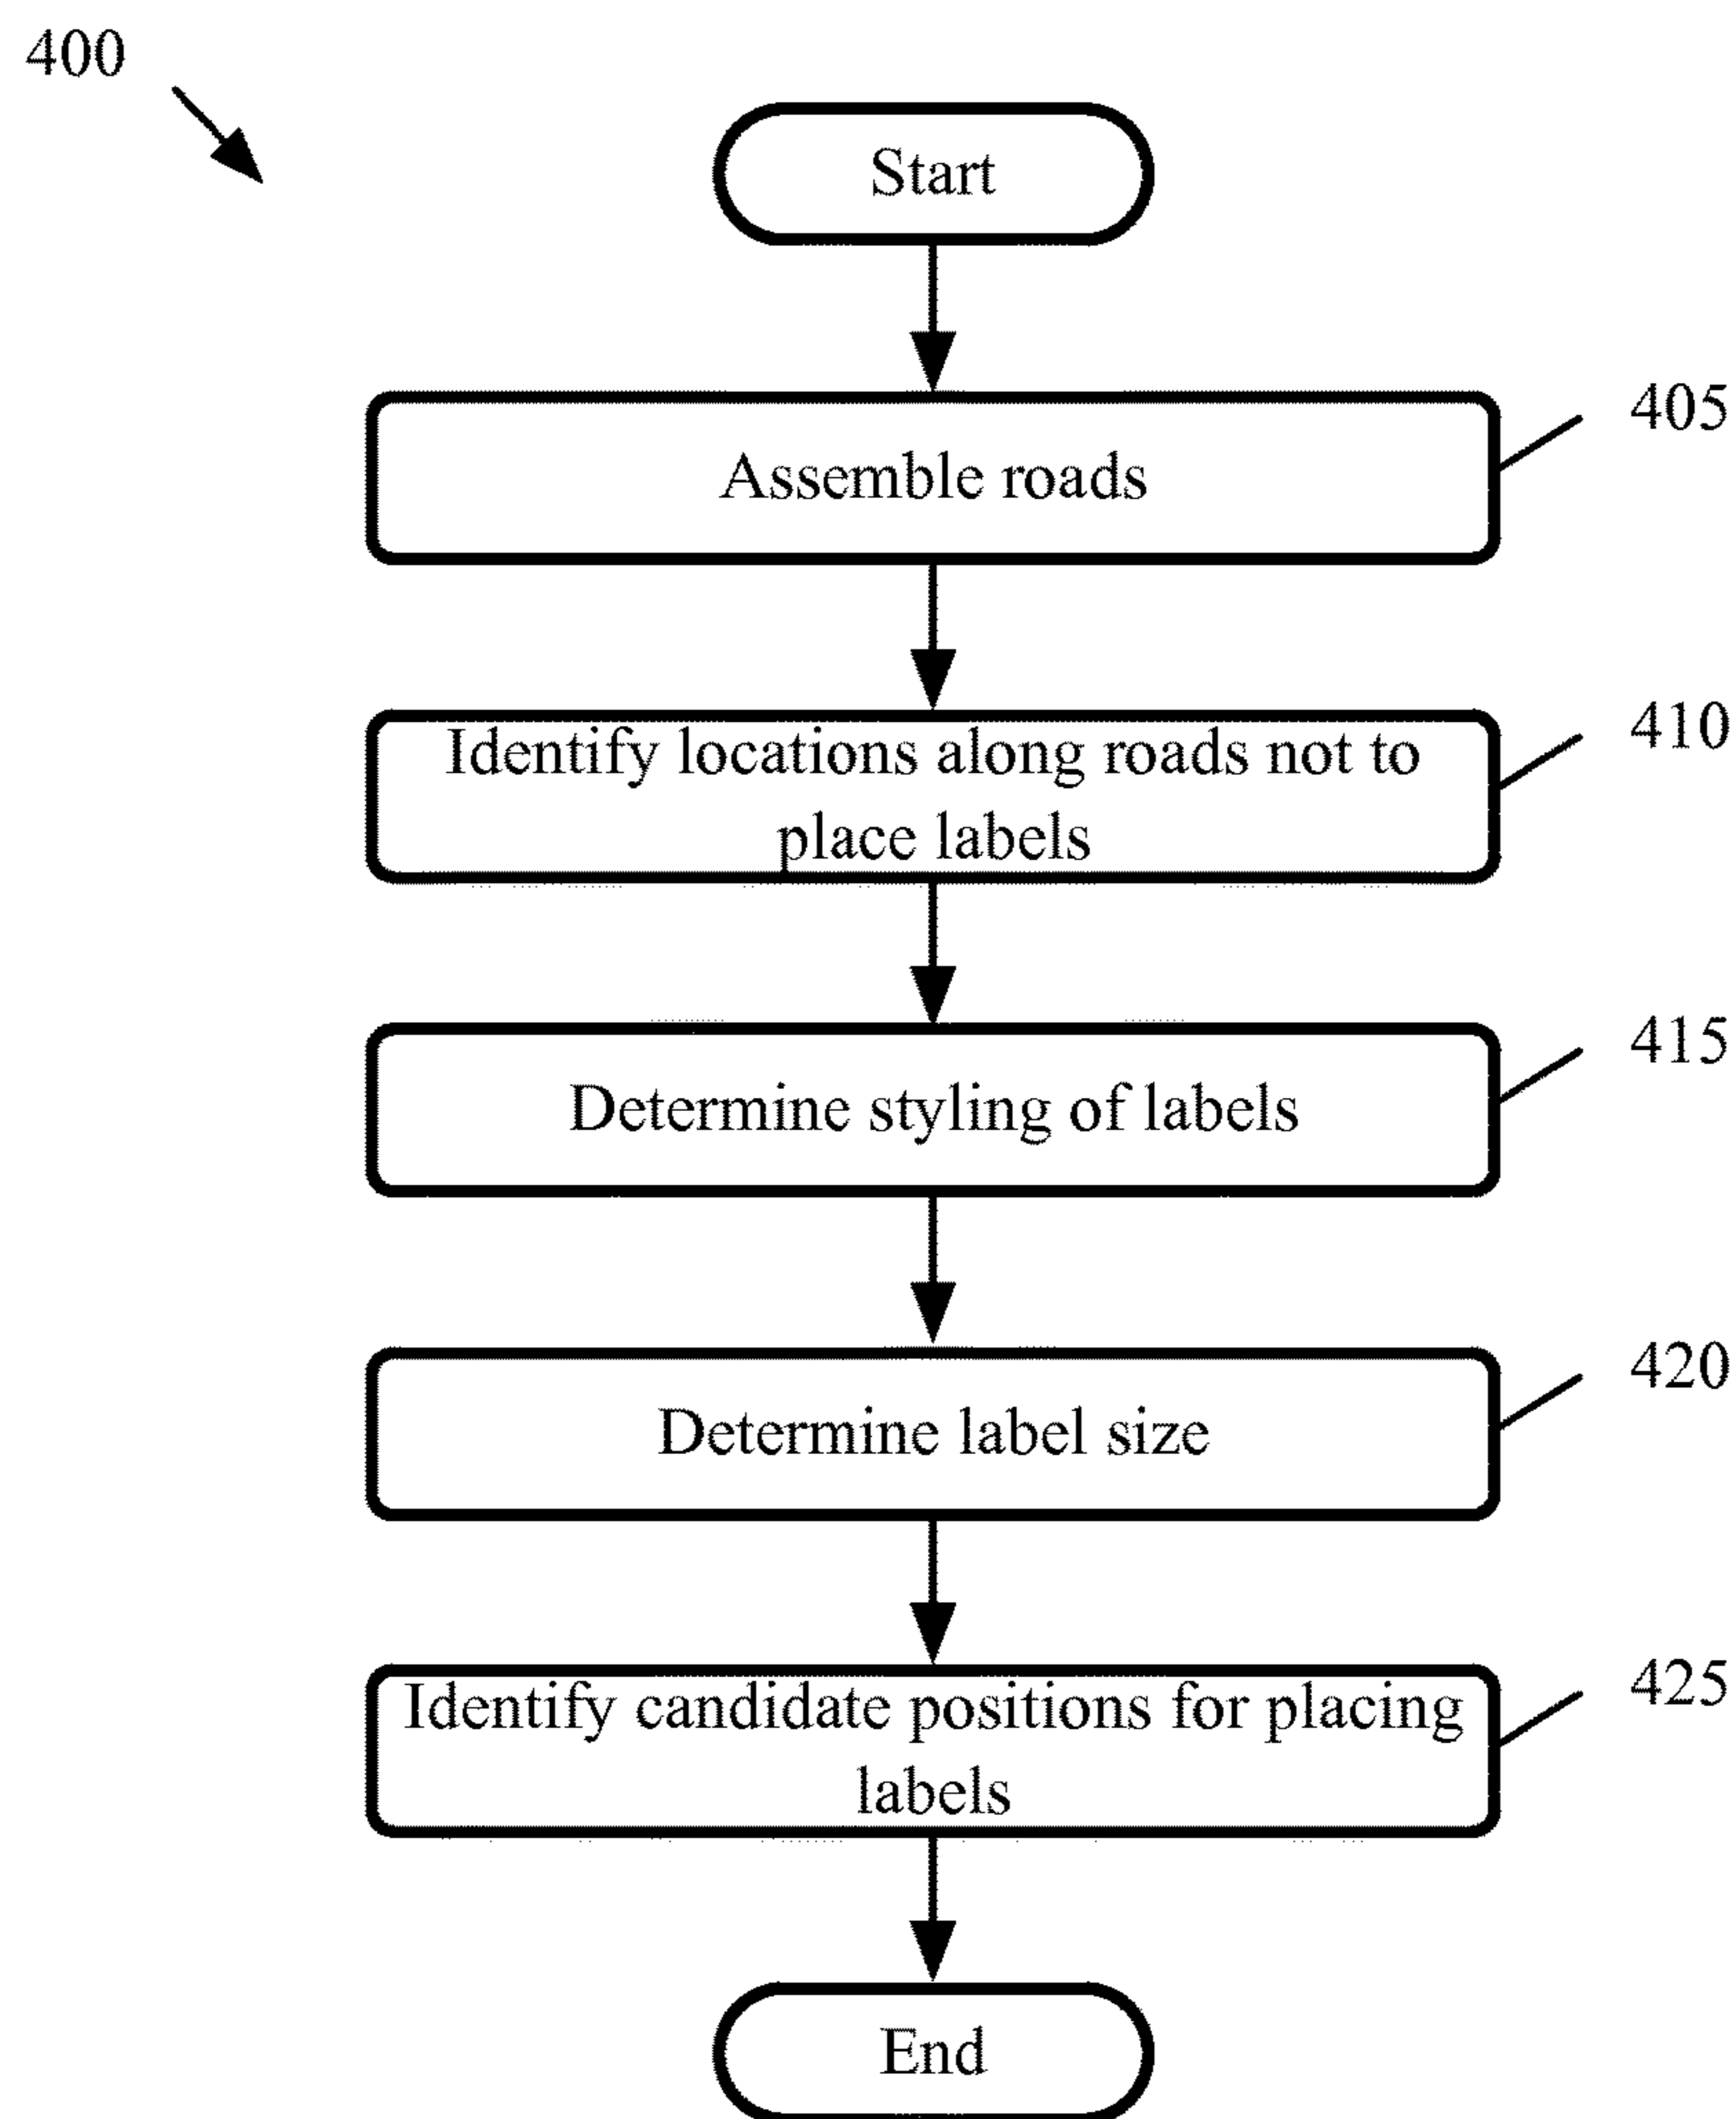 400
Start
405
Assemble roads
410
Identify locations along roads not to
place labels
415
Determine styling of labels
420
Determine label size
425
Identify candidate positions for placing
labels
End